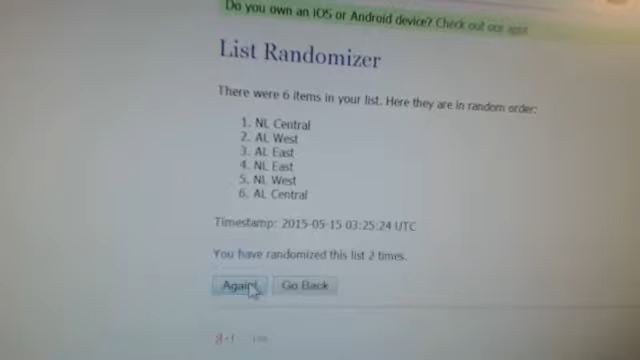 Do you own an iOS or Android device? Check out our app!
List Randomizer
There were 6 items in your list. Here they are in random order:
1. NL Central
2. AL West
3. AL East
4. NL East
5. NL West
6. AL Central
Timestamp: 2015-05-15 03:25:24 UTC
You have randomized this list 2 times.
Again! Go Back